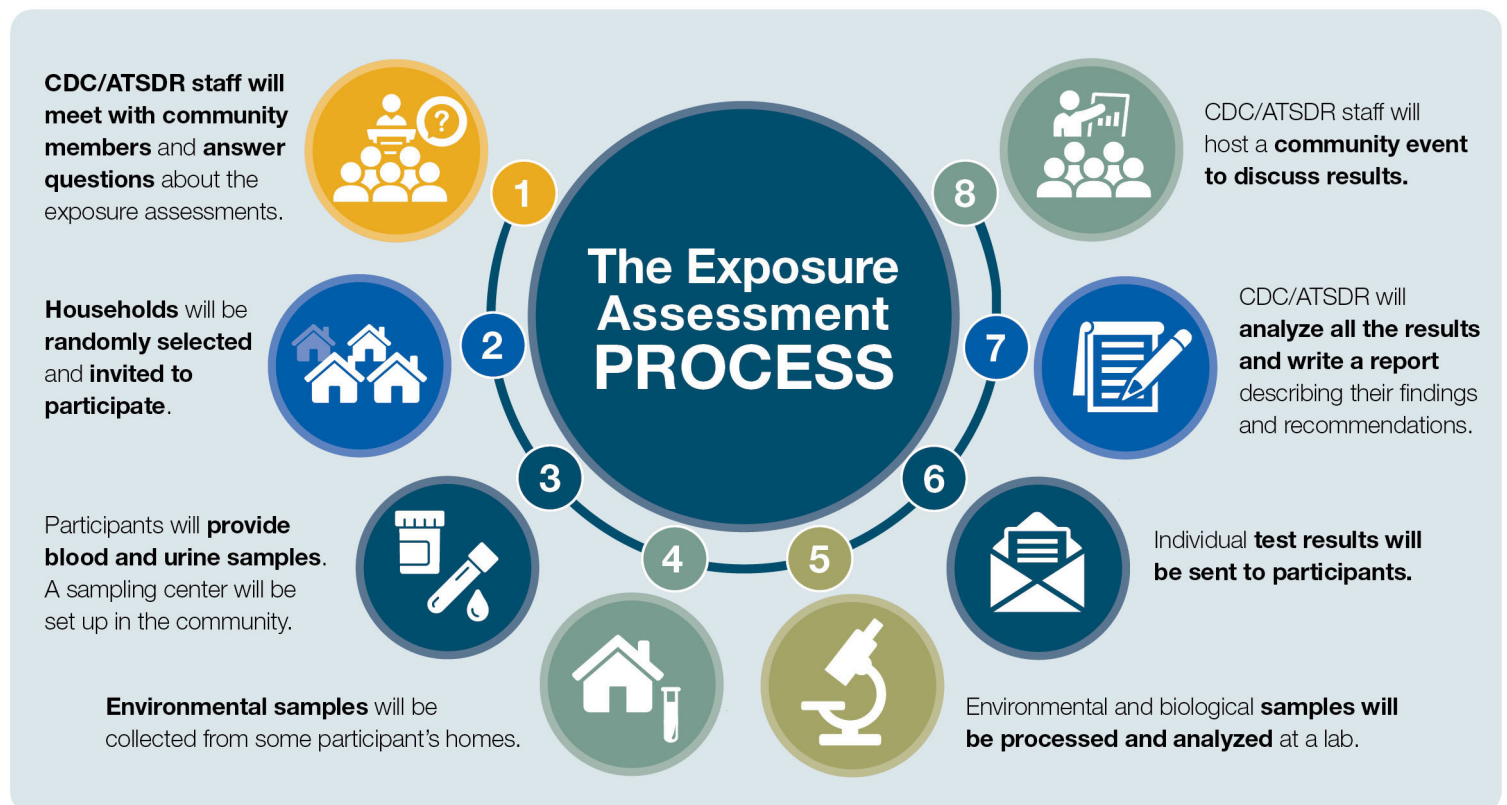 The Exposure
Assessment
PROCESS
1
CDC/ATSDR staff will
meet with community
members and answer
questions about the
exposure assessments.
?
2
Households will be
randomly selected
and invited to
participate.
3
Participants will provide
blood and urine samples.
A sampling center will be
set up in the community.
4
Environmental samples will be
collected from some participant's homes.
5
Environmental and biological samples will
be processed and analyzed at a lab.
6
Individual test results will
be sent to participants.
7
CDC/ATSDR will
analyze all the results
and write a report
describing their findings
and recommendations.
8
CDC/ATSDR staff will
host a community event
to discuss results.